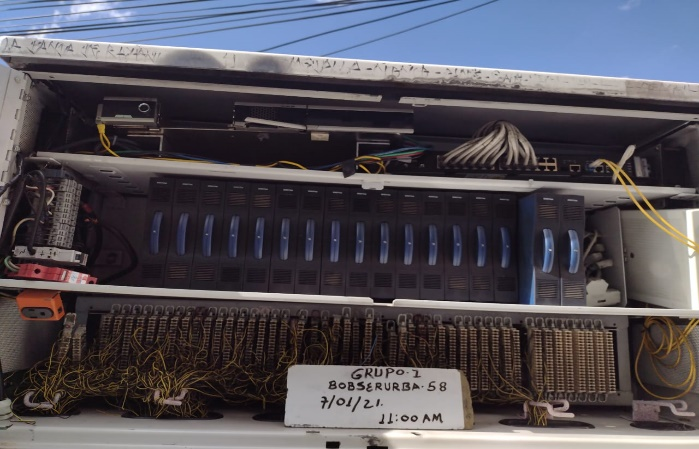 GRUPO-1
BOBSERURBA-58
7/01/21.
11:00 AM